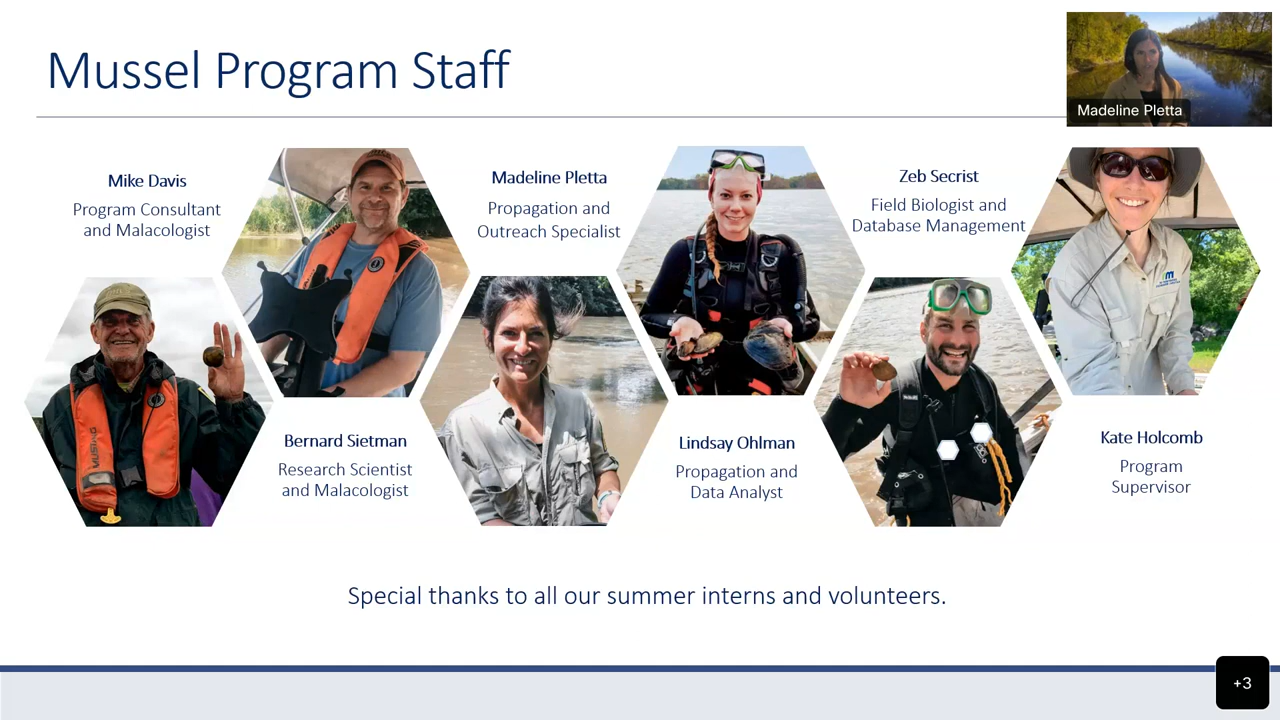 Mussel Program Staff
Madeline Pletta
Mike Davis
Program Consultant
and Malacologist
Madeline Pletta
Propagation and
Outreach Specialist
Zeb Secrist
Field Biologist and
Database Management
MUSTANG
Bernard Sietman
Research Scientist
and Malacologist
Lindsay Ohlman
Propagation and
Data Analyst
Kate Holcomb
Program
Supervisor
Special thanks to all our summer interns and volunteers.
+3